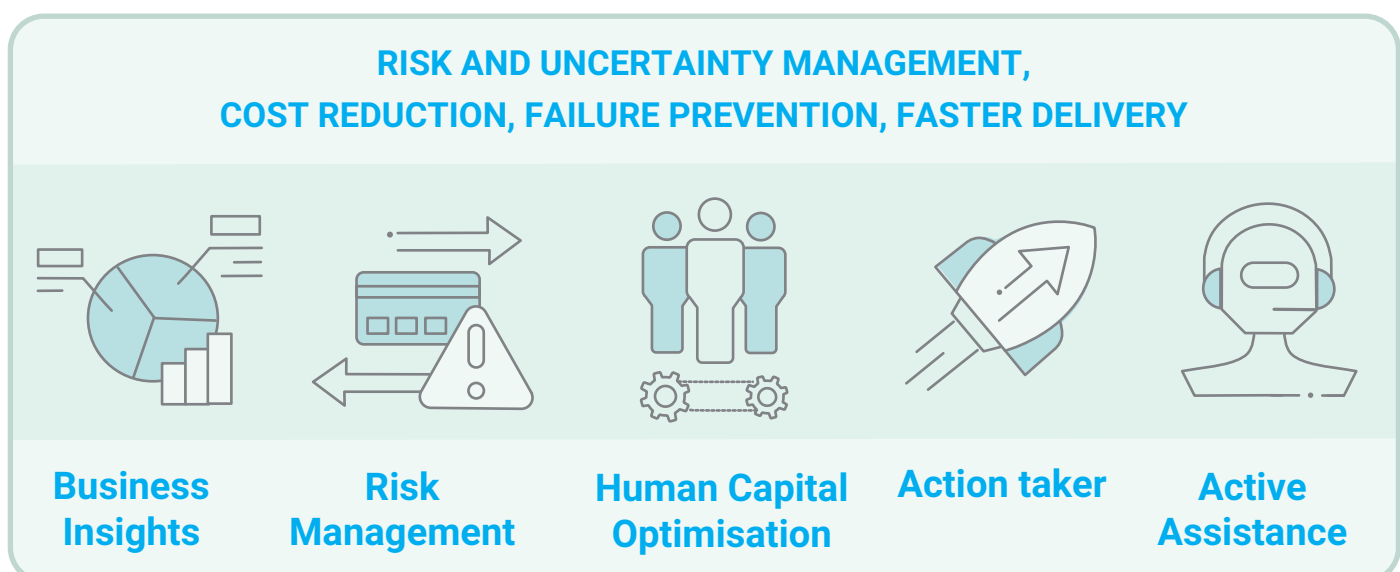 RISK AND UNCERTAINTY MANAGEMENT,
COST REDUCTION, FAILURE PREVENTION, FASTER DELIVERY
Business
Insights
Risk
Management
Human Capital
Optimisation
Action taker
Active
Assistance